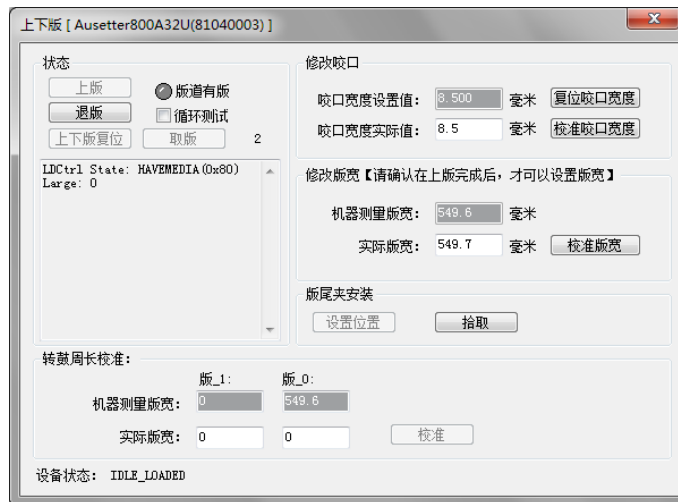 上下版 [ Ausetter800A32U(81040003) ]
状态
上版
版道有版
退版
循环测试
上下版复位
取版
2
LDCtrl State: HAVEMEDIA(0x80)
Large: 0
修改咬口
咬口宽度设置值: 8.500 毫米 复位咬口宽度
咬口宽度实际值: 8.5 毫米 校准咬口宽度
修改版宽【请确认在上版完成后，才可以设置版宽】
机器测量版宽: 549.6 毫米
实际版宽: 549.7 毫米 校准版宽
版尾夹安装
设置位置 拾取
转鼓周长校准:
版_1: 版_0:
机器测量版宽: 0 549.6
实际版宽: 0 0 校准
设备状态: IDLE_LOADED